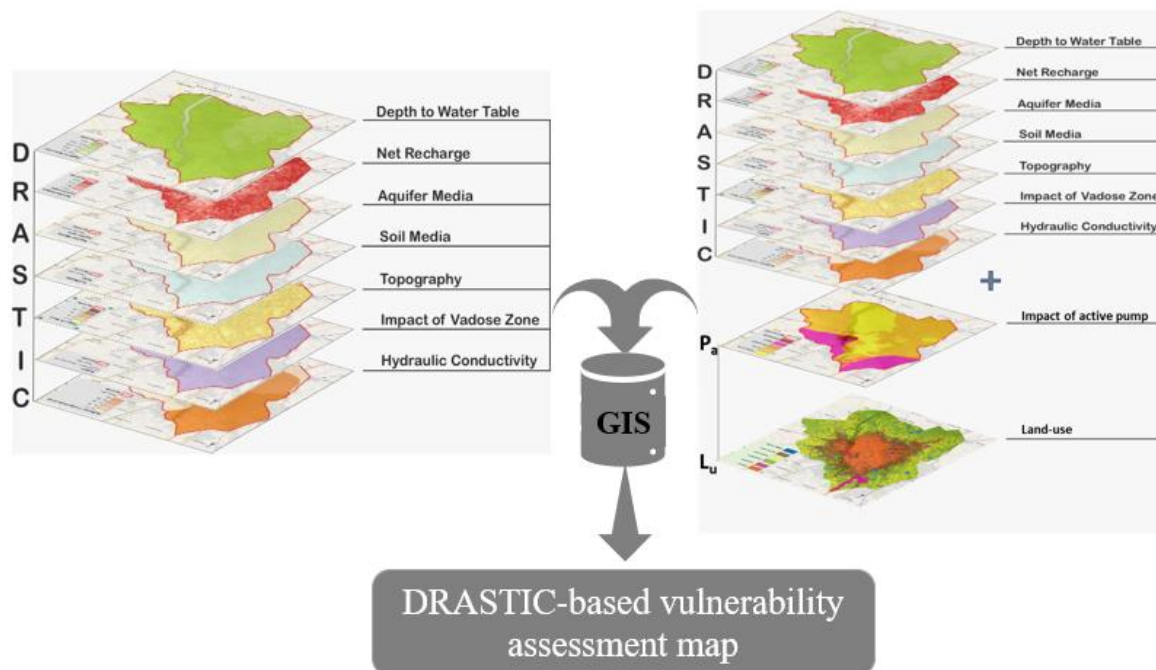 D
R
A
S
T
I
C
Depth to Water Table
Net Recharge
Aquifer Media
Soil Media
Topography
Impact of Vadose Zone
Hydraulic Conductivity
GIS
D
R
A
S
T
I
C
Depth to Water Table
Net Recharge
Aquifer Media
Soil Media
Topography
Impact of Vadose Zone
Hydraulic Conductivity
+
Pa
Impact of active pump
Lu
Land-use
DRASTIC-based vulnerability
assessment map